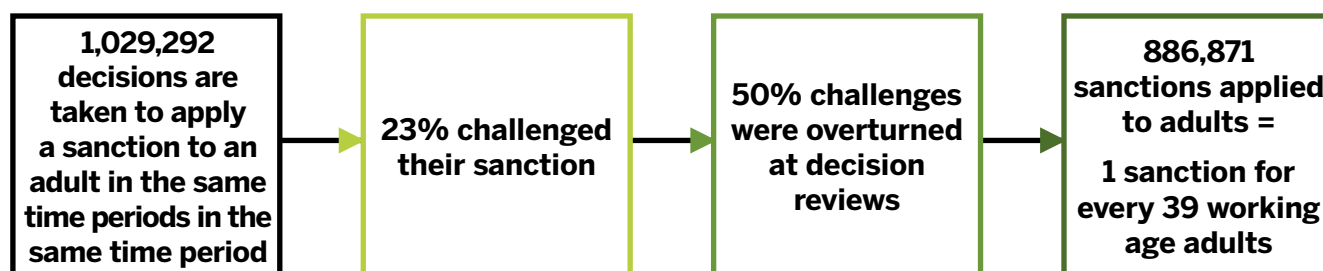 1,029,292
decisions are
taken to apply
a sanction to an
adult in the same
time periods in the
same time period
23% challenged
their sanction
50% challenges
were overturned
at decision
reviews
886,871
sanctions applied
to adults =
1 sanction for
every 39 working
age adults